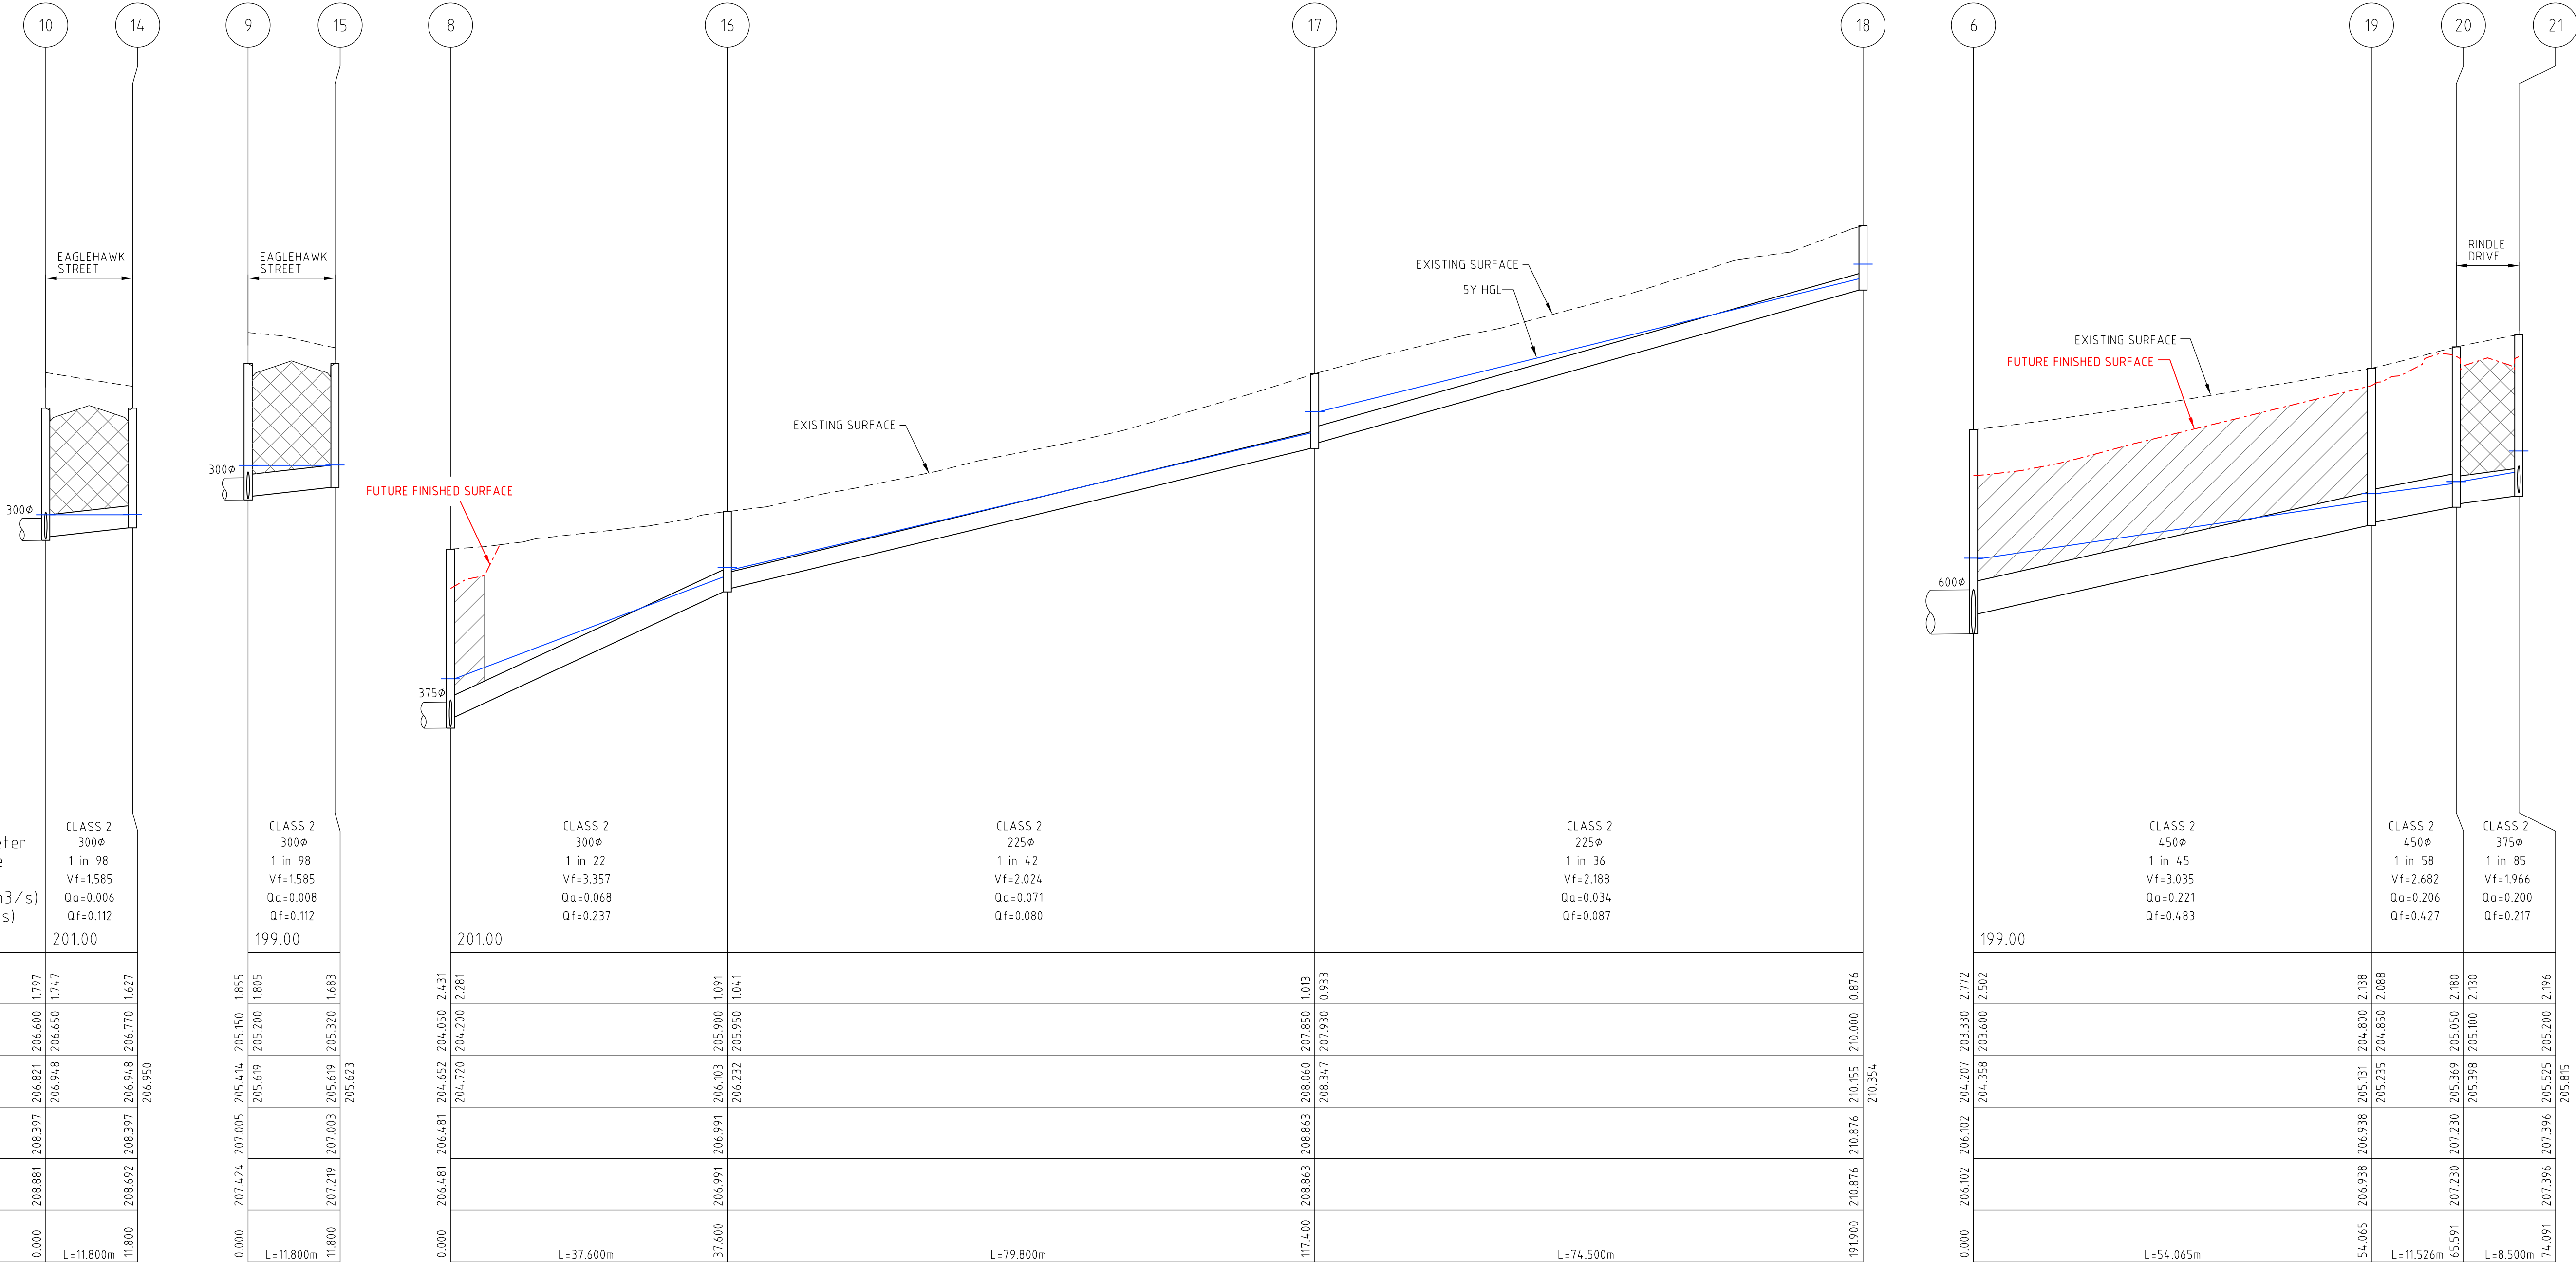 10
14
9
15
8
16
17
18
6
19
20
21
EAGLEHAWK
STREET
EAGLEHAWK
STREET
RINDLE
DRIVE
EXISTING SURFACE
5Y HGL
EXISTING SURFACE
FUTURE FINISHED SURFACE
EXISTING SURFACE
FUTURE FINISHED SURFACE
300Ø
300Ø
375Ø
600Ø
CLASS 2
300Ø
1 in 98
Vf=1.585
Qa=0.006
Qf=0.112
201.00
CLASS 2
300Ø
1 in 98
Vf=1.585
Qa=0.008
Qf=0.112
199.00
CLASS 2
300Ø
1 in 22
Vf=3.357
Qa=0.068
Qf=0.237
201.00
CLASS 2
225Ø
1 in 42
Vf=2.024
Qa=0.071
Qf=0.080
CLASS 2
225Ø
1 in 36
Vf=2.188
Qa=0.034
Qf=0.087
CLASS 2
450Ø
1 in 45
Vf=3.035
Qa=0.221
Qf=0.483
199.00
CLASS 2
450Ø
1 in 58
Vf=2.682
Qa=0.206
Qf=0.427
CLASS 2
375Ø
1 in 85
Vf=1.966
Qa=0.200
Qf=0.217
1.797 1.747 1.627 1.855 1.805 1.683 2.431 2.281 1.091 1.041 1.013 0.933 0.876 2.772 2.502 2.138 2.088 2.180 2.130 2.196
206.600 206.650 206.770 205.150 205.200 205.320 204.050 204.200 205.900 205.950 207.850 207.930 210.000 203.330 203.600 204.800 204.850 205.050 205.100 205.200
206.821 206.948 206.948 206.950 205.414 205.619 205.619 205.623 204.652 204.720 206.103 206.232 208.060 208.347 210.155 210.354 204.207 204.358 205.131 205.235 205.369 205.398 205.525 205.815
208.397 208.397 207.005 207.003 206.481 206.991 208.863 210.876 206.102 206.938 207.230 207.396
208.881 208.692 207.424 207.219 206.481 206.991 208.863 210.876 206.102 206.938 207.230 207.396
0.000 L=11.800m 11.800 0.000 L=11.800m 11.800 0.000 L=37.600m 37.600 L=79.800m 117.400 L=74.500m 191.900 0.000 L=54.065m 54.065 L=11.526m 65.591 L=8.500m 74.091